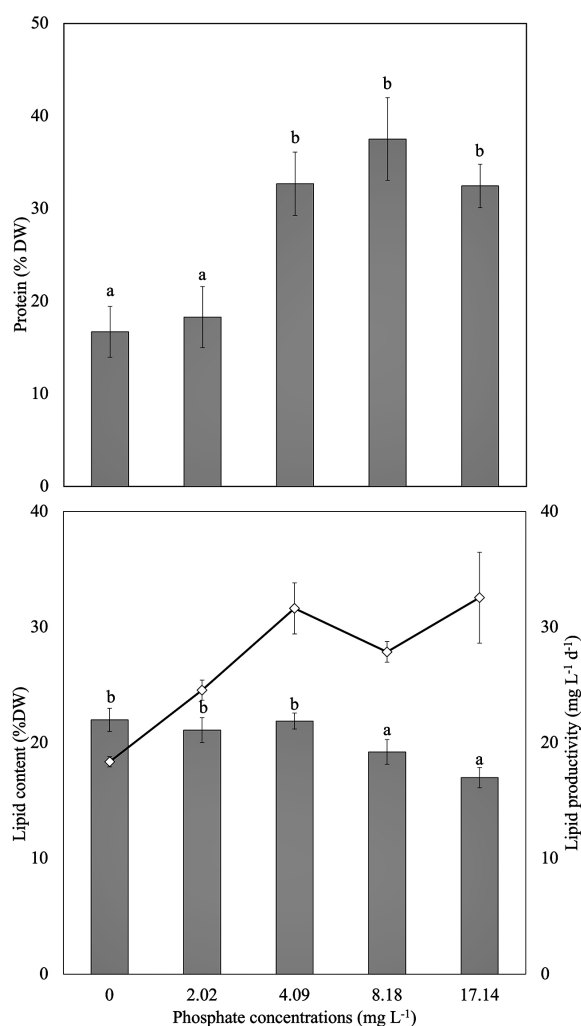 50
40
30
20
10
0
Protein (% DW)
a
a
b
b
b
40
30
20
10
0
Lipid content (%DW)
b
b
b
a
a
40
30
20
10
0
Lipid productivity (mg L-1 d-1)
0 2.02 4.09 8.18 17.14
Phosphate concentrations (mg L-1)